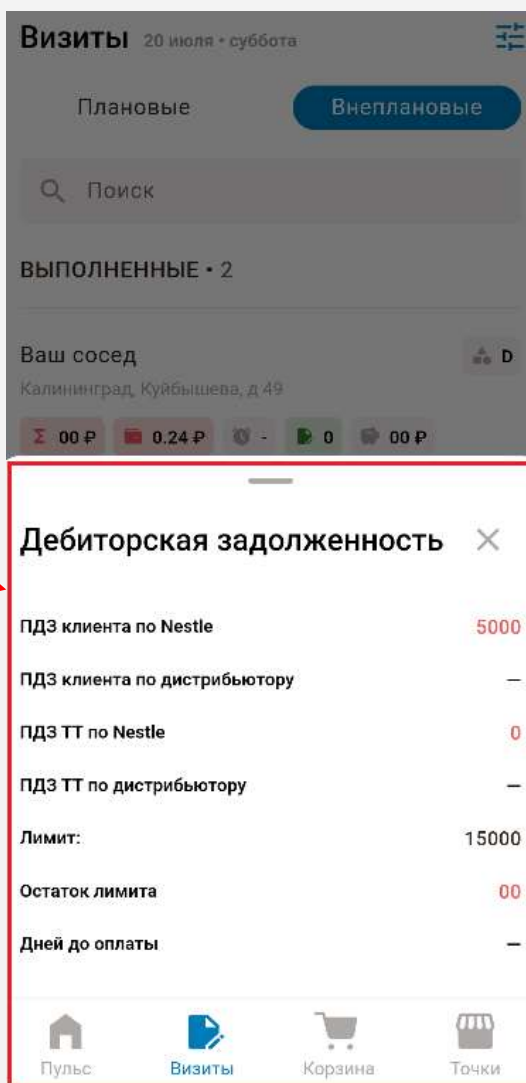 Визиты 20 июля • суббота
Плановые Внеплановые
Поиск
ВЫПОЛНЕННЫЕ • 2
Ваш сосед D
Калининград, Куйбышева, д 49
Σ 00 ₽ 0.24 ₽ - 0 00 ₽
Дебиторская задолженность
ПДЗ клиента по Nestle 5000
ПДЗ клиента по дистрибьютору —
ПДЗ ТТ по Nestle 0
ПДЗ ТТ по дистрибьютору —
Лимит: 15000
Остаток лимита 00
Дней до оплаты —
Пульс Визиты Корзина Точки